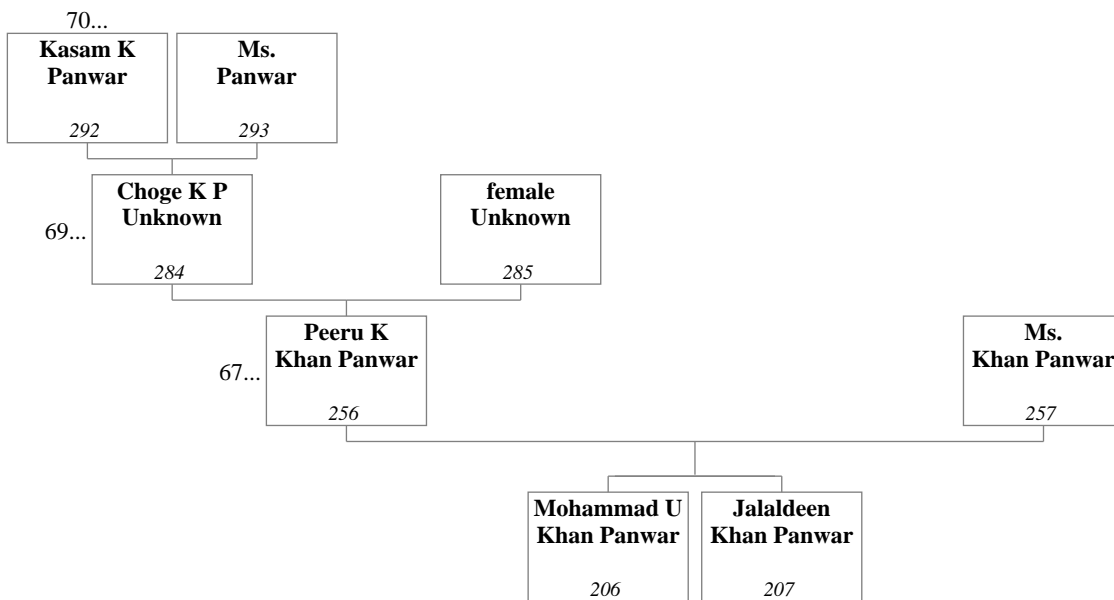 70...
Kasam K
Panwar
292
Ms.
Panwar
293
69...
Choge K P
Unknown
284
female
Unknown
285
67...
Peeru K
Khan Panwar
256
Ms.
Khan Panwar
257
Mohammad U
Khan Panwar
206
Jalaldeen
Khan Panwar
207